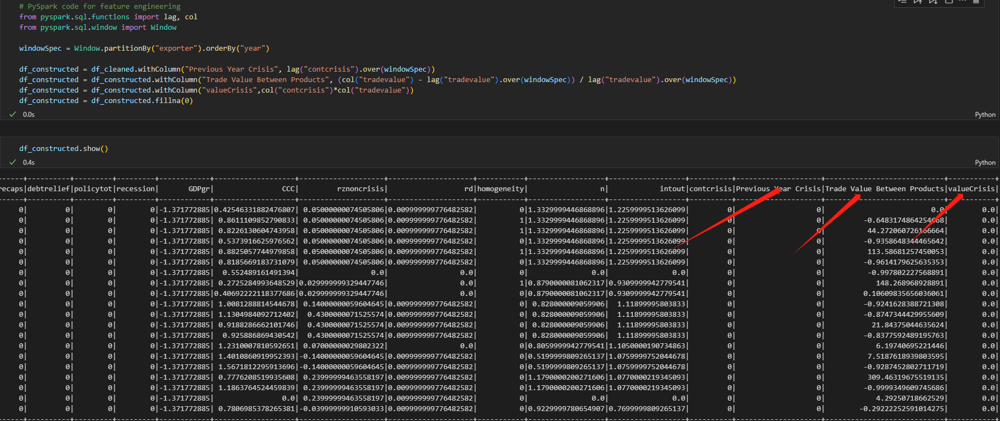 # PySpark code for feature engineering
from pyspark.sql.functions import lag, col
from pyspark.sql.window import Window
windowSpec = Window.partitionBy("exporter").orderBy("year")
df_constructed = df_cleaned.withColumn("Previous Year Crisis", lag("contcrisis").over(windowSpec))
df_constructed = df_constructed.withColumn("Trade Value Between Products", (col("tradevalue") - lag("tradevalue").over(windowSpec)) / lag("tradevalue").over(windowSpec))
df_constructed = df_constructed.withColumn("valueCrisis",col("contcrisis")*col("tradevalue"))
df_constructed = df_constructed.fillna(0)
0.0s Python
df_constructed.show()
0.4s Python
------+----------+---------+---------+------------+-------------------+--------------------+--------------------+-----------+------------------+------------------+----------+--------------------+----------------------------+-----------+
recaps|debtrelief|policytot|recession| GDPgr| CCC| rznoncrisis| rd|homogeneity| n| intout|contcrisis|Previous Year Crisis|Trade Value Between Products|valueCrisis|
------+----------+---------+---------+------------+-------------------+--------------------+--------------------+-----------+------------------+------------------+----------+--------------------+----------------------------+-----------+
0| 0| 0| 0|-1.371772885|0.42546331882476807| 0.05000000074505806|0.009999999776482582| 0|1.3329999446868896|1.2259999513626099| 0| 0| 0.0| 0.0|
0| 0| 0| 0|-1.371772885| 0.8611109852790833| 0.05000000074505806|0.009999999776482582| 1|1.3329999446868896|1.2259999513626099| 0| 0| 0.0|
0| 0| 0| 0|-1.371772885| 0.8226130604743958| 0.05000000074505806|0.009999999776482582| 0|1.3329999446868896|1.2259999513626099| 0| 0| 44.272060726166664| 0.0|
0| 0| 0| 0|-1.371772885| 0.5373916625976562| 0.05000000074505806|0.009999999776482582| 0|1.3329999446868896|1.2259999513626099| 0| 0| -0.9358648344465642| 0.0|
0| 0| 0| 0|-1.371772885| 0.8825057744979858| 0.05000000074505806|0.009999999776482582| 1|1.3329999446868896|1.2259999513626099| 0| 0| 113.58681257450053| 0.0|
0| 0| 0| 0|-1.371772885| 0.8185669183731079| 0.05000000074505806|0.009999999776482582| 0|1.3329999446868896|1.2259999513626099| 0| 0| -0.9614179625635353| 0.0|
0| 0| 0| 0|-1.371772885| 0.552489161491394| 0.0| 0.0| 0| 0.0| 0.0| 0| 0| -0.997802227568891| 0.0|
0| 0| 0| 0|-1.371772885| 0.2725284993648529|0.029999999329447746| 0.0| 1|0.8790000081062317|0.9309999942779541| 0| 0| 148.268968928891| 0.0|
0| 0| 0| 0|-1.371772885|0.40692222118377686|0.029999999329447746| 0.0| 0|0.8790000081062317|0.9309999942779541| 0| 0| 0.10609835656036061| 0.0|
0| 0| 0| 0|-1.371772885| 1.0081288814544678| 0.14000000059604645|0.009999999776482582| 0| 0.828000009059906| 1.11899995803833| 0| 0| -0.9241628388721308| 0.0|
0| 0| 0| 0|-1.371772885| 1.1304984092712402| 0.4300000071525574|0.009999999776482582| 0| 0.828000009059906| 1.11899995803833| 0| 0| -0.8747344429955609| 0.0|
0| 0| 0| 0|-1.371772885| 0.9188286662101746| 0.4300000071525574|0.009999999776482582| 0| 0.828000009059906| 1.11899995803833| 0| 0| 21.84375044635624| 0.0|
0| 0| 0| 0|-1.371772885| 0.925886869430542| 0.4300000071525574|0.009999999776482582| 0| 0.828000009059906| 1.11899995803833| 0| 0| -0.8377592489195763| 0.0|
0| 0| 0| 0|-1.371772885| 1.2310007810592651| 0.07000000029802322| 0.0| 0|0.8059999942779541|1.1050000190734863| 0| 0| 6.19740695221446| 0.0|
0| 0| 0| 0|-1.371772885| 1.4010860919952393|-0.14000000059604645|0.009999999776482582| 0|0.5199999809265137|1.0759999752044678| 0| 0| 7.5187618939803595| 0.0|
0| 0| 0| 0|-1.371772885| 1.5671812295913696|-0.14000000059604645|0.009999999776482582| 0|0.5199999809265137|1.0759999752044678| 0| 0| -0.9287452802711719| 0.0|
0| 0| 0| 0|-1.371772885| 0.7776208519935608| 0.23999999463558197|0.009999999776482582| 0|1.1790000200271606|1.0770000219345093| 0| 0| 309.46319675519135| 0.0|
0| 0| 0| 0|-1.371772885| 1.1863764524459839| 0.23999999463558197|0.009999999776482582| 0|1.1790000200271606|1.0770000219345093| 0| 0| -0.9999349609745686| 0.0|
0| 0| 0| 0|-1.371772885| 0.0| 0.23999999463558197|0.009999999776482582| 0| 0.0| 0.0| 0| 0| 4.29250718662529| 0.0|
0| 0| 0| 0|-1.371772885| 0.7806985378265381|-0.03999999910593033|0.009999999776482582| 0|0.9229999780654907|0.7699999809265137| 0| 0| -0.29222252591014275| 0.0|